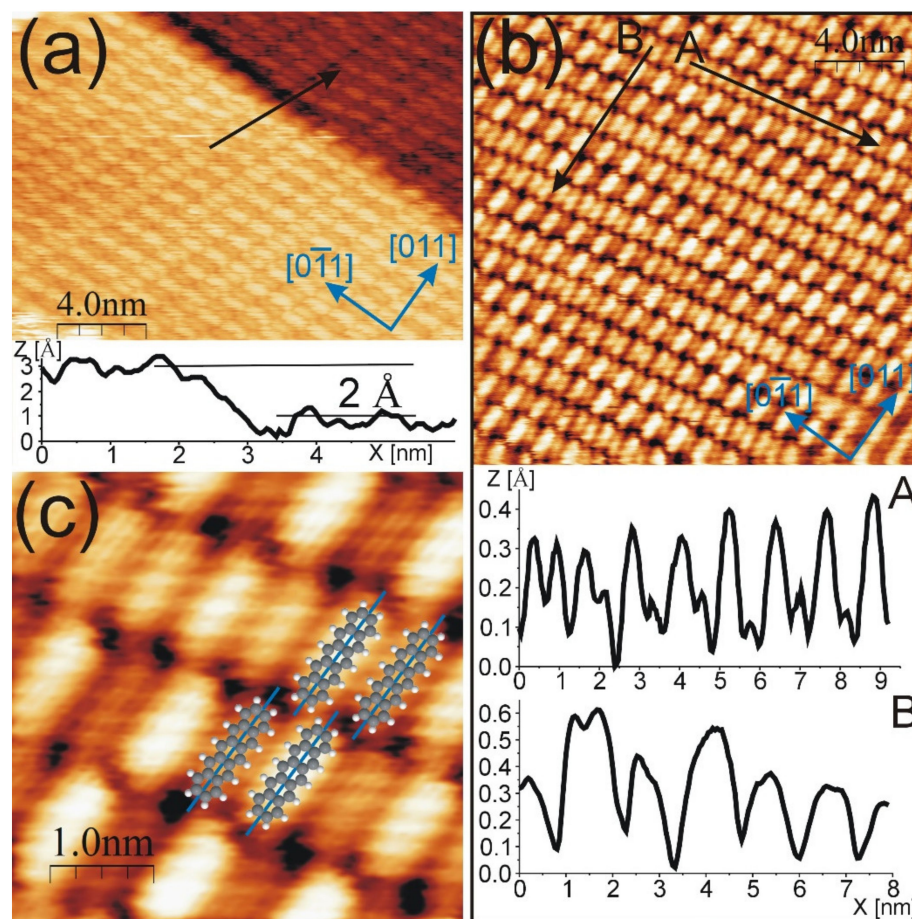 (a)
[01̄1]
[011]
4.0nm
Z [Å]
3
2
1
0
2 Å
0
1
2
3
4
X [nm]
(b)
B
A
4.0nm
[01̄1]
[011]
(c)
1.0nm
Z [Å]
A
0.4
0.3
0.2
0.1
0.0
0 1 2 3 4 5 6 7 8 9
B
0.6
0.5
0.4
0.3
0.2
0.1
0.0
0 1 2 3 4 5 6 7 8
X [nm]